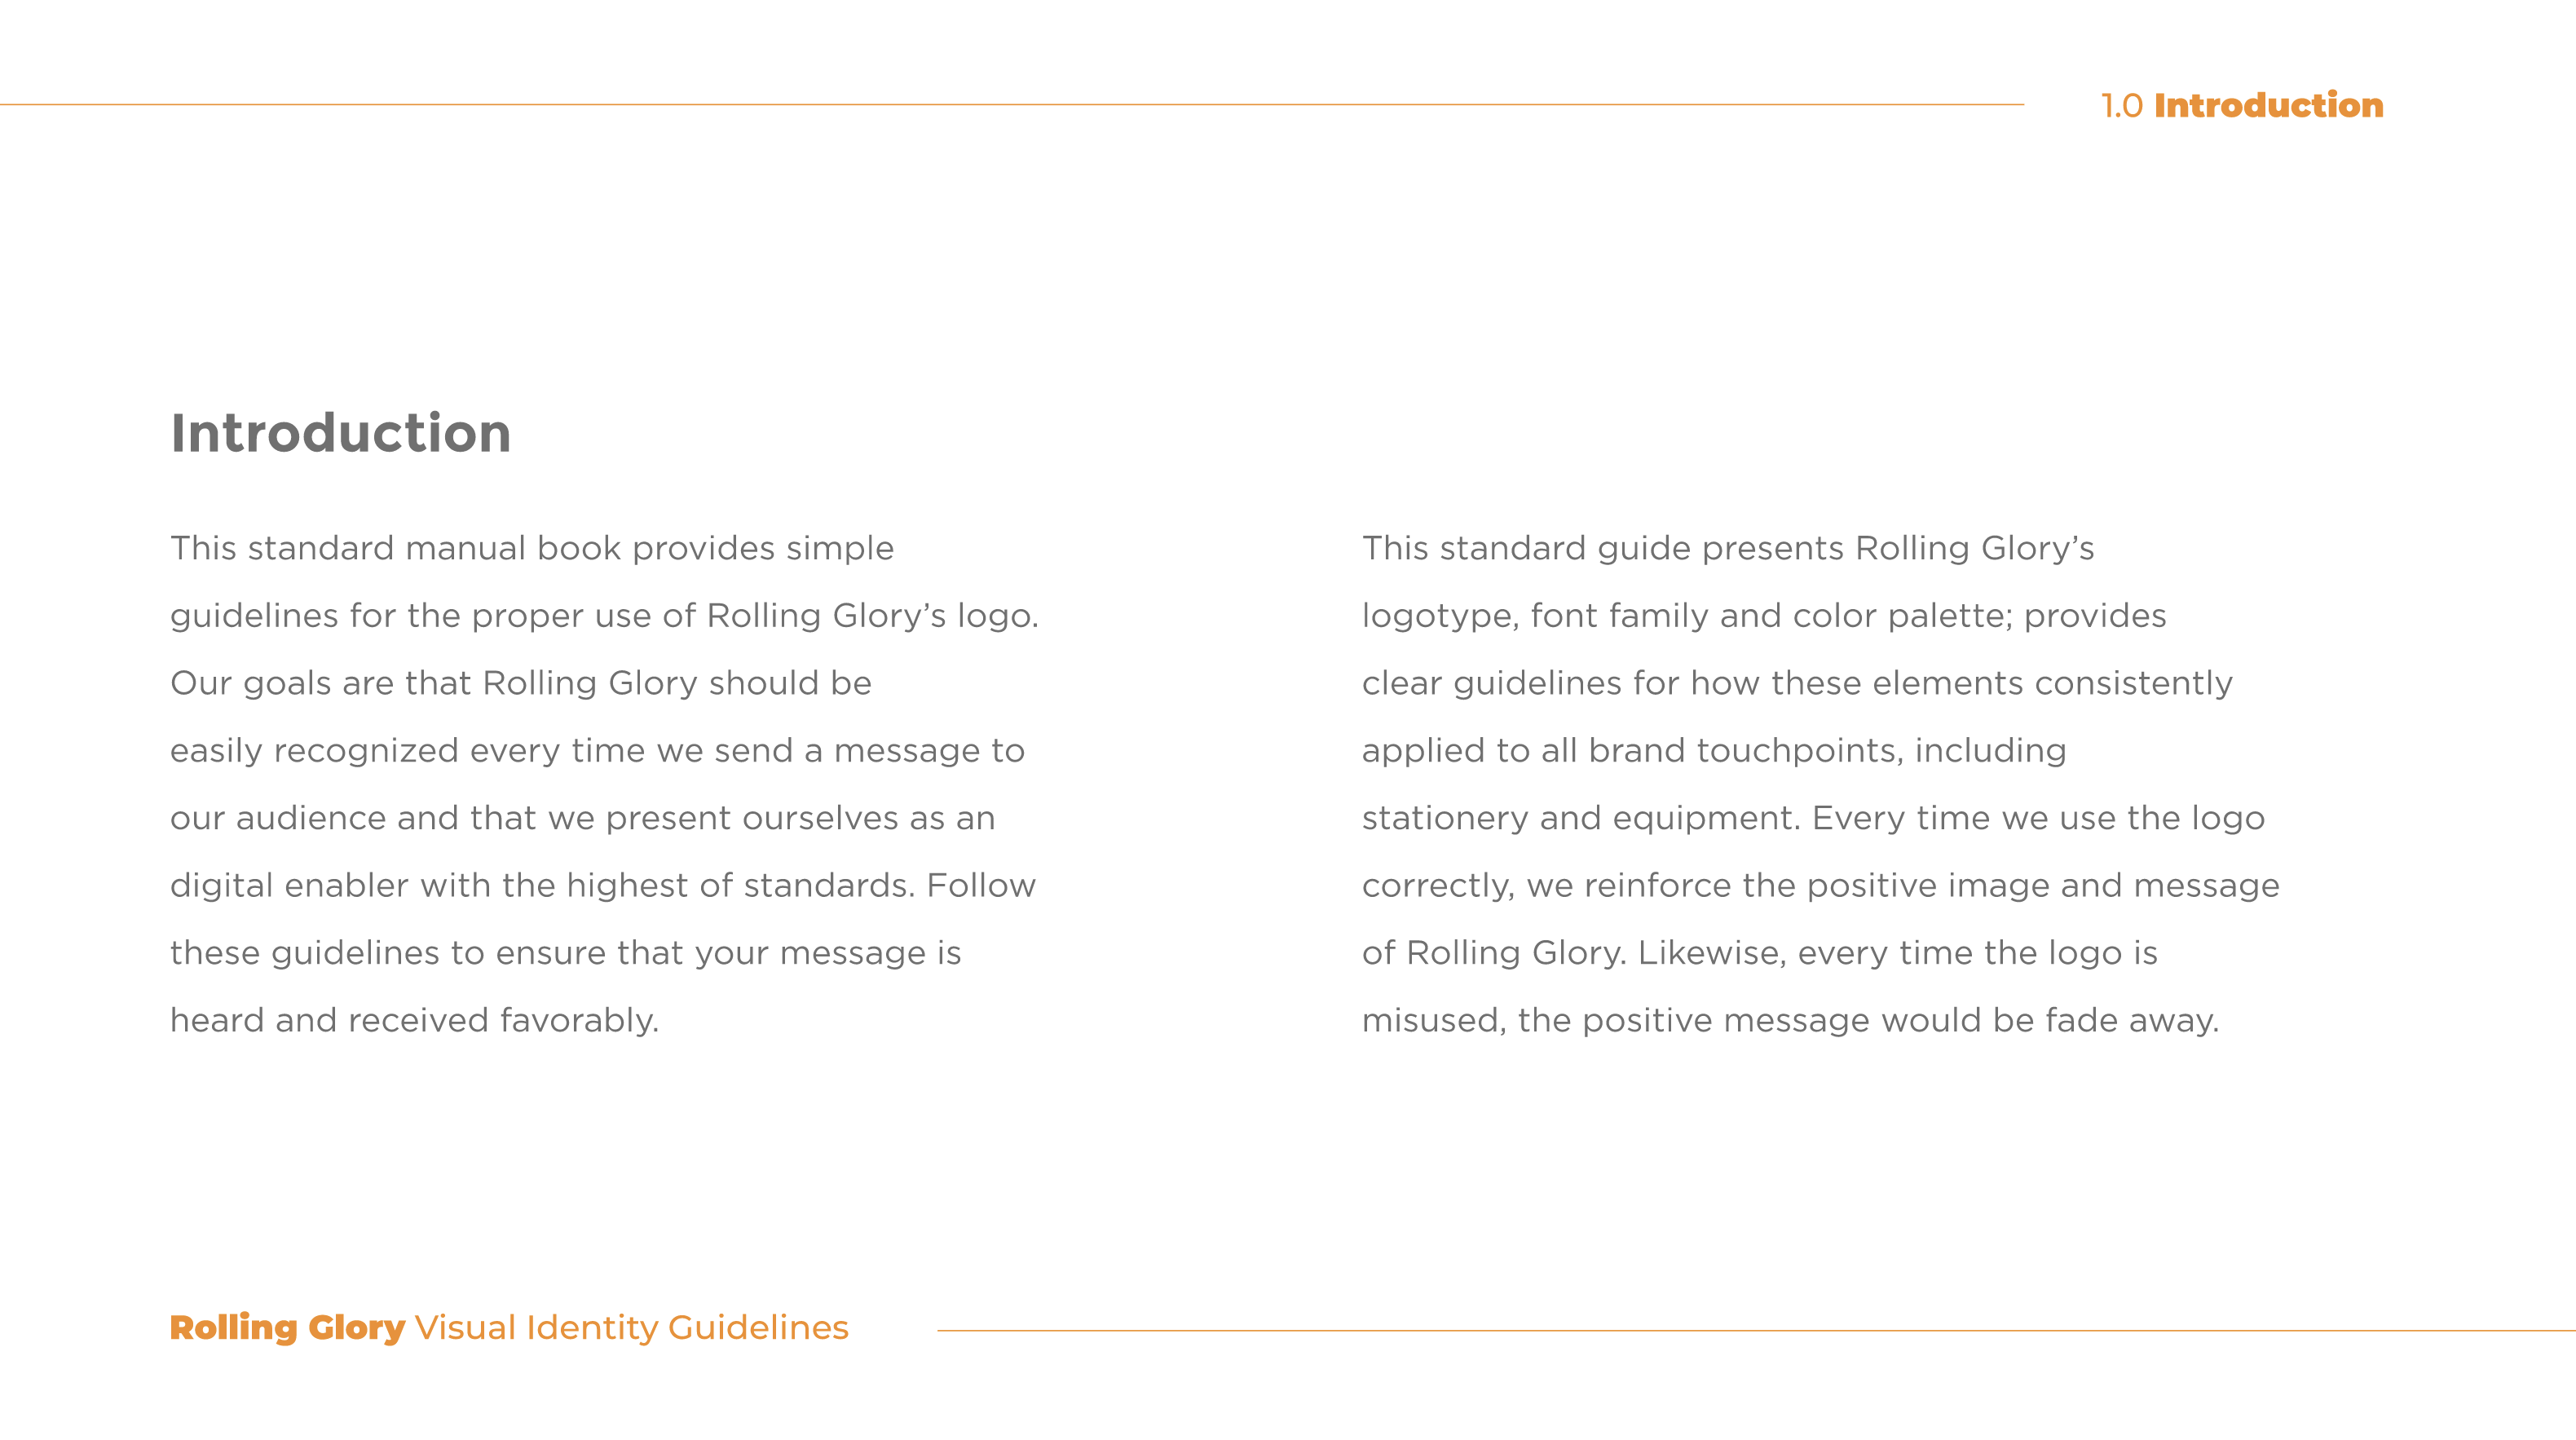 1.0 Introduction
Introduction
This standard manual book provides simple
guidelines for the proper use of Rolling Glory’s logo.
Our goals are that Rolling Glory should be
easily recognized every time we send a message to
our audience and that we present ourselves as an
digital enabler with the highest of standards. Follow
these guidelines to ensure that your message is
heard and received favorably.
This standard guide presents Rolling Glory’s
logotype, font family and color palette; provides
clear guidelines for how these elements consistently
applied to all brand touchpoints, including
stationery and equipment. Every time we use the logo
correctly, we reinforce the positive image and message
of Rolling Glory. Likewise, every time the logo is
misused, the positive message would be fade away.
Rolling Glory Visual Identity Guidelines